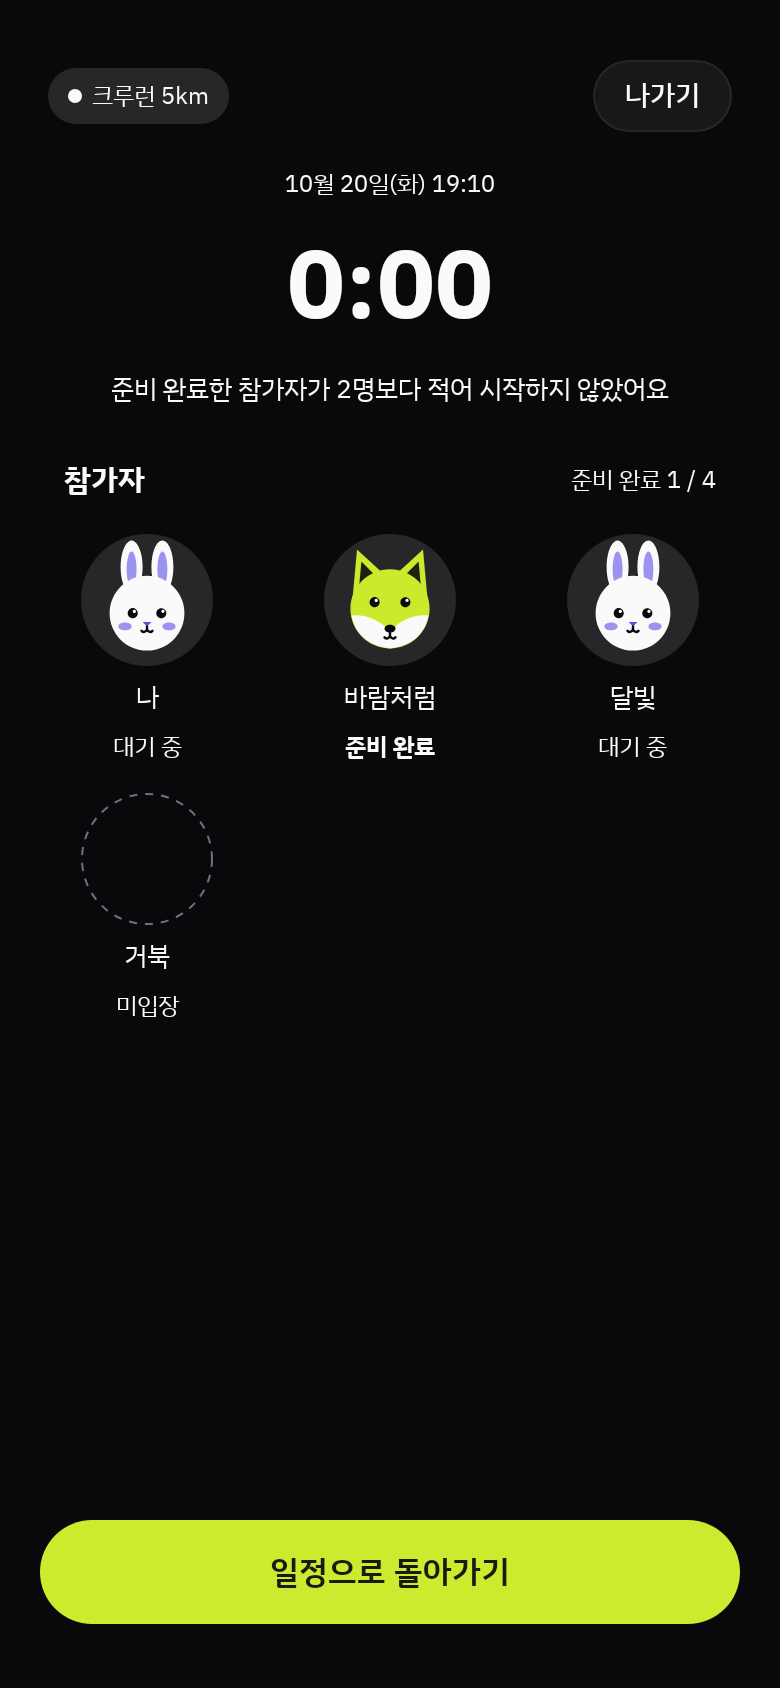 크루런 5km
나가기
10월 20일(화) 19:10
0:00
준비 완료한 참가자가 2명보다 적어 시작하지 않았어요
참가자
준비 완료 1 / 4
나
바람처럼
달빛
대기 중
준비 완료
대기 중
거북
미입장
일정으로 돌아가기